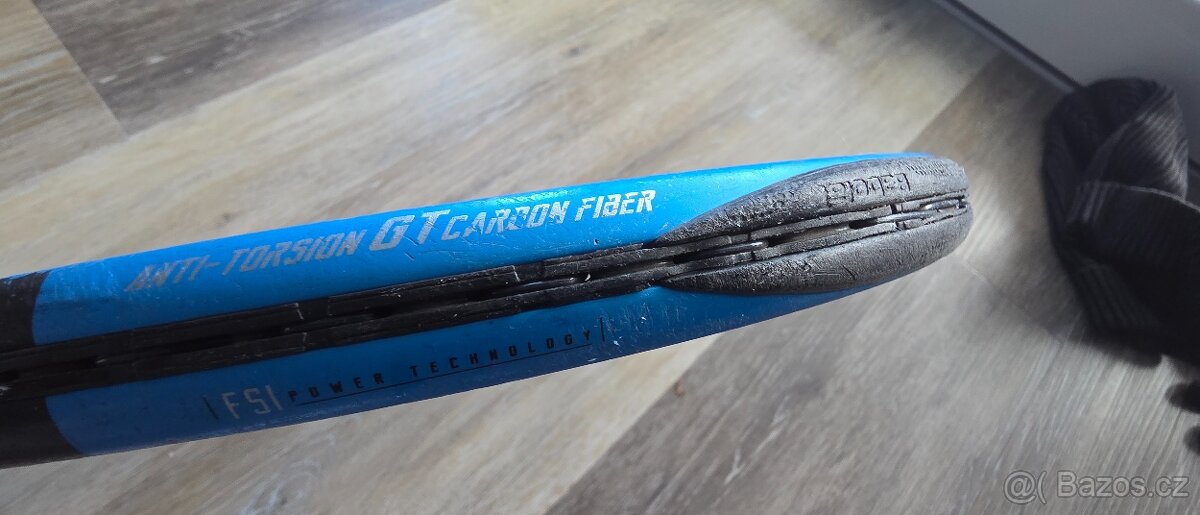 babolat
ANTI-TORSION GT CARBON FIBER
|FSI| POWER TECHNOLOGY|
@( Bazos.cz